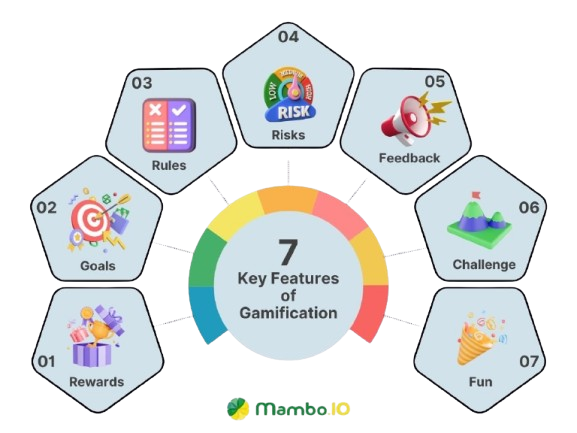 04
LOW
MEDIUM
HIGH
RISK
Risks
03
Rules
05
Feedback
02
Goals
06
Challenge
7
Key Features
of
Gamification
01
Rewards
07
Fun
Mambo.IO